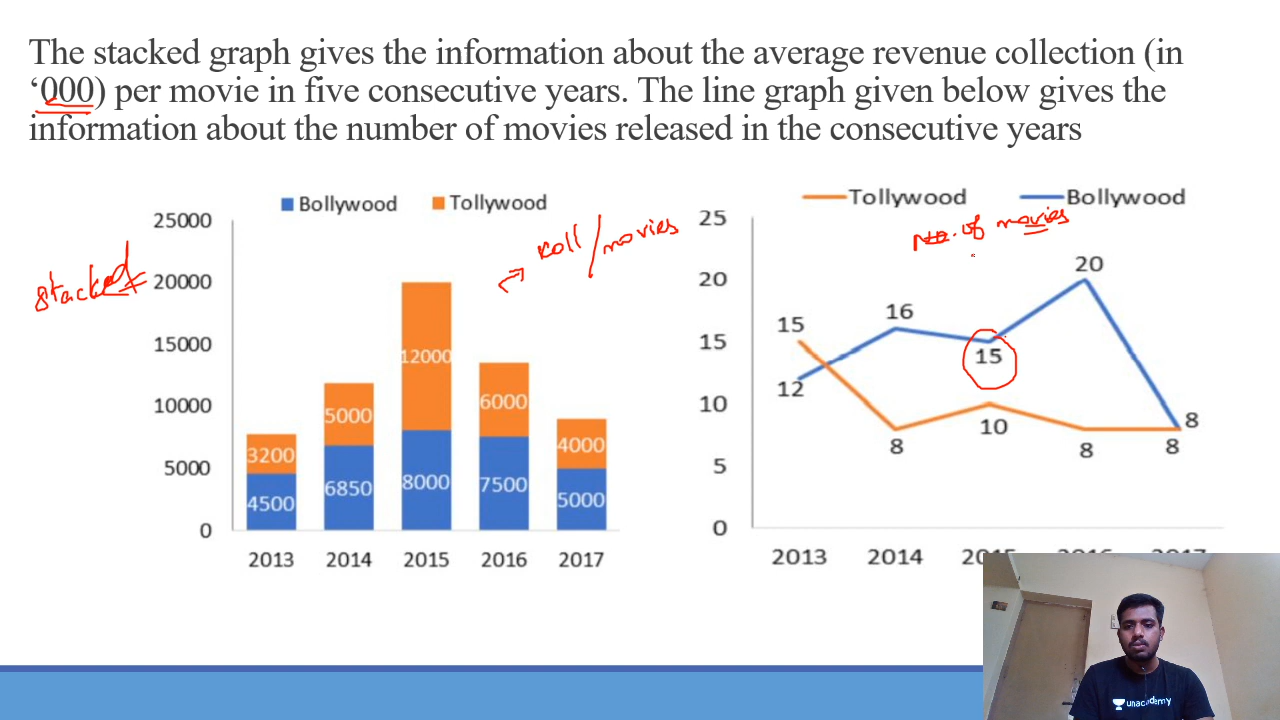 The stacked graph gives the information about the average revenue collection (in
‘000) per movie in five consecutive years. The line graph given below gives the
information about the number of movies released in the consecutive years
Bollywood Tollywood
25000
20000
15000
10000
5000
0
3200
4500
5000
6850
12000
8000
6000
7500
4000
5000
2013 2014 2015 2016 2017
stacked
movies
Tollywood Bollywood
No. of movies
25
20
15
10
5
0
15
12
16
8
15
10
20
8
8
8
2013 2014 2015 2016 2017
unacademy